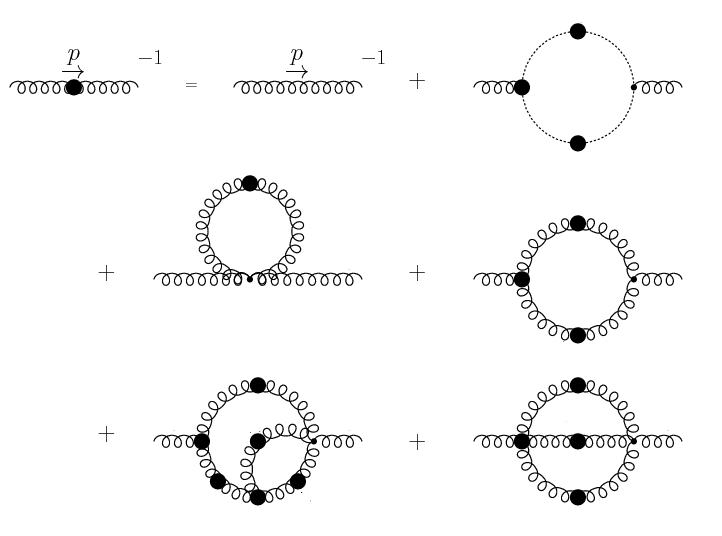 p −1 = p −1 +
+ +
+ +